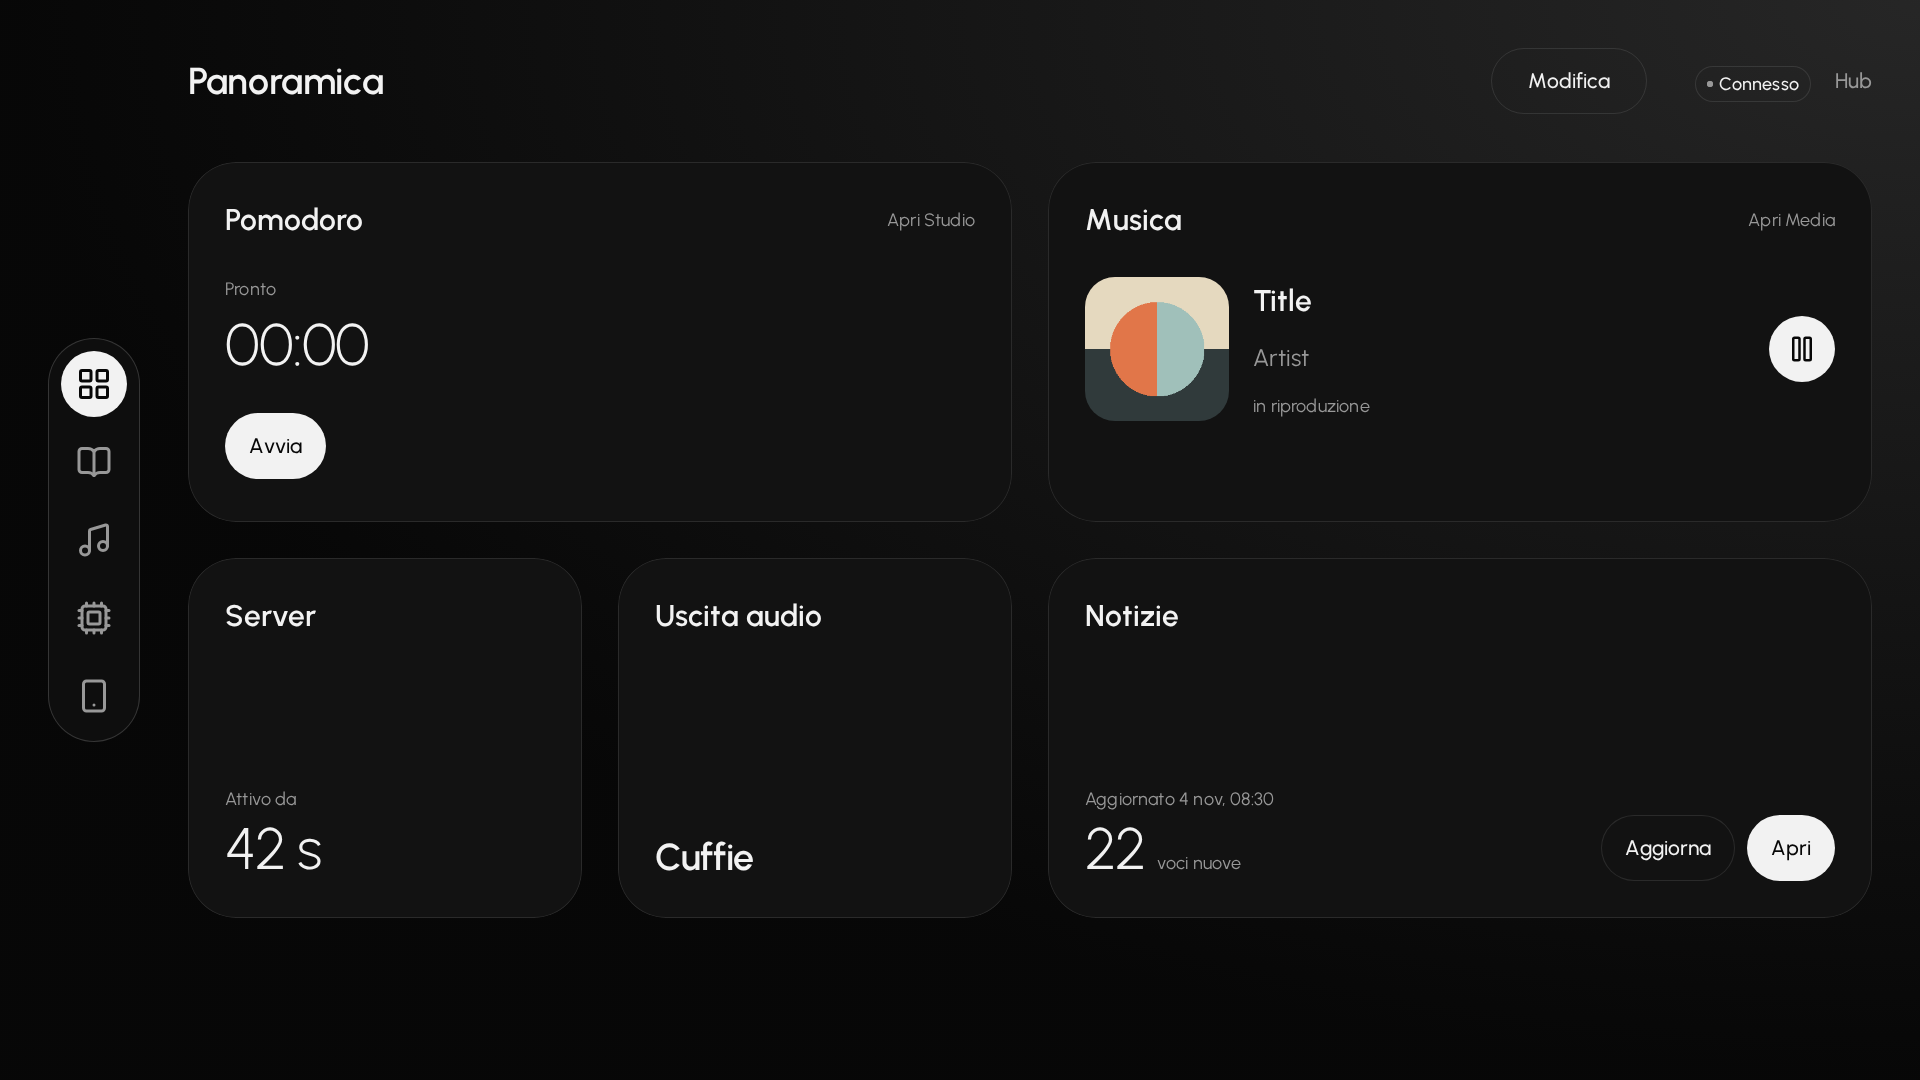 Panoramica
Modifica
Connesso
Hub
Pomodoro
Apri Studio
Pronto
00:00
Avvia
Musica
Apri Media
Title
Artist
in riproduzione
Server
Attivo da
42 s
Uscita audio
Cuffie
Notizie
Aggiornato 4 nov, 08:30
22 voci nuove
Aggiorna
Apri